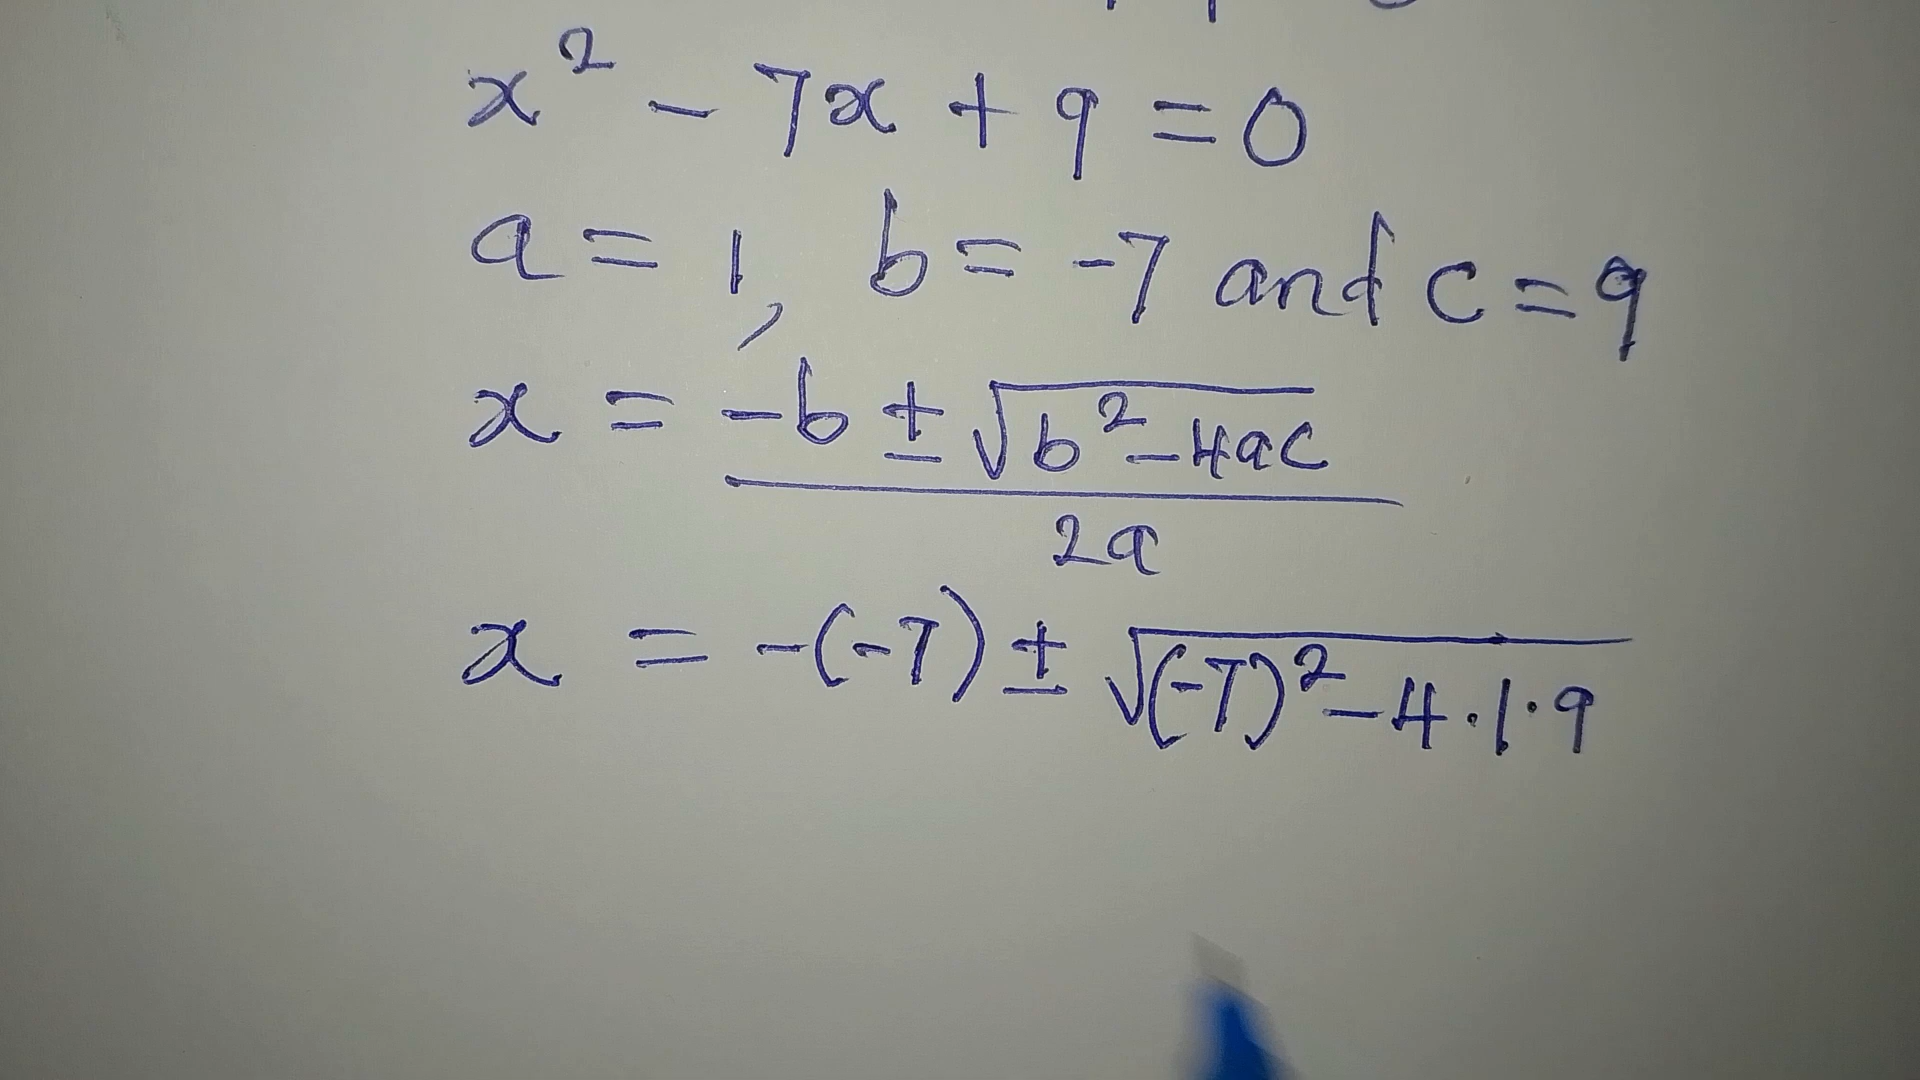 x² - 7x + 9 = 0
a = 1, b = -7 and c = 9
x = -b ± √b² - 4ac
2a
x = -(-7) ± √(-7)² - 4·1·9